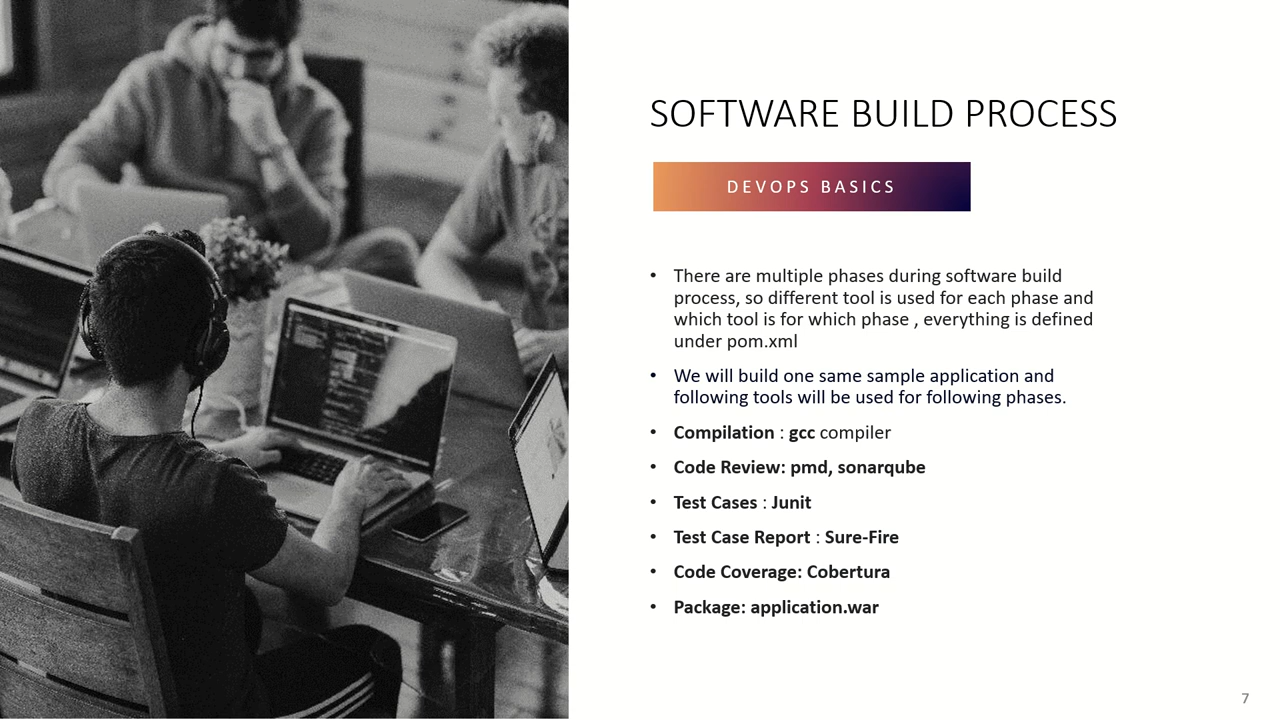 SOFTWARE BUILD PROCESS
DEVOPS BASICS
• There are multiple phases during software build
process, so different tool is used for each phase and
which tool is for which phase , everything is defined
under pom.xml
• We will build one same sample application and
following tools will be used for following phases.
• Compilation : gcc compiler
• Code Review: pmd, sonarqube
• Test Cases : Junit
• Test Case Report : Sure-Fire
• Code Coverage: Cobertura
• Package: application.war
7